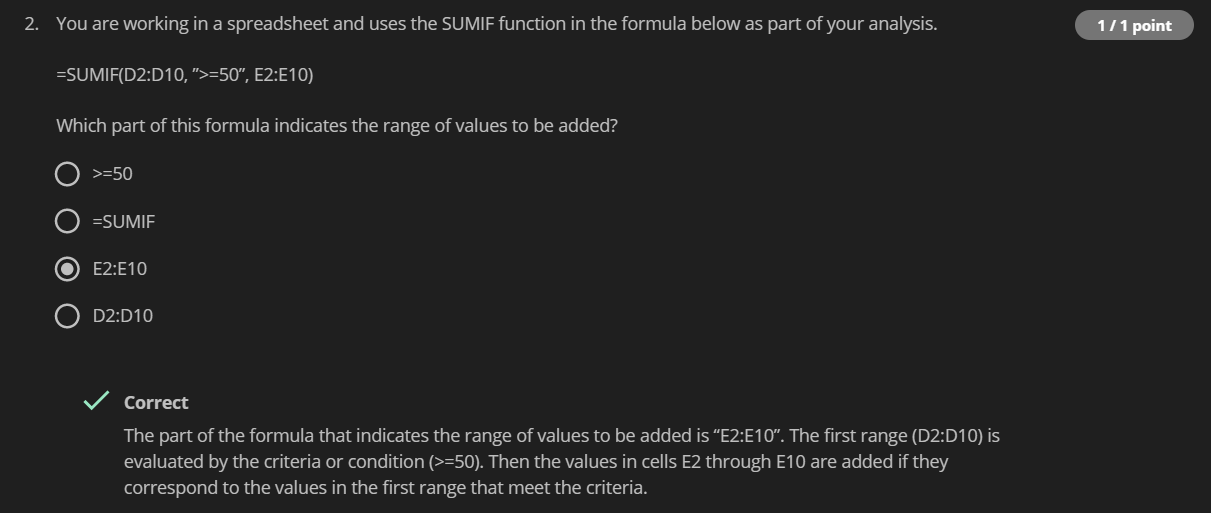 2. You are working in a spreadsheet and uses the SUMIF function in the formula below as part of your analysis.
1 / 1 point
=SUMIF(D2:D10, ”>=50”, E2:E10)
Which part of this formula indicates the range of values to be added?
>=50
=SUMIF
E2:E10
D2:D10
Correct
The part of the formula that indicates the range of values to be added is “E2:E10”. The first range (D2:D10) is
evaluated by the criteria or condition (>=50). Then the values in cells E2 through E10 are added if they
correspond to the values in the first range that meet the criteria.